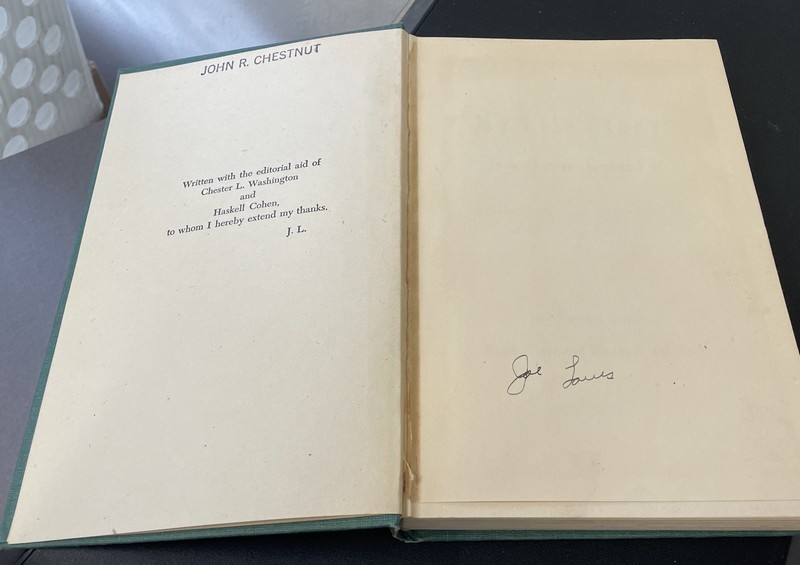 JOHN R. CHESTNUT
Written with the editorial aid of
Chester L. Washington
and
Haskell Cohen,
to whom I hereby extend my thanks.
J. L.
Joe Louis